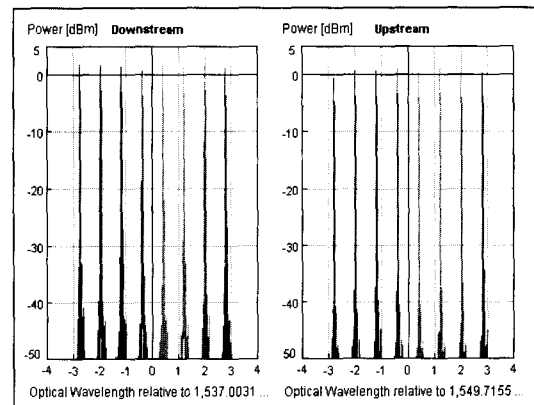 Power [dBm] Downstream
5
0
-10
-20
-30
-40
-50
-4 -3 -2 -1 0 1 2 3 4
Optical Wavelength relative to 1,537.0031 ...
Power [dBm] Upstream
5
0
-10
-20
-30
-40
-50
-4 -3 -2 -1 0 1 2 3 4
Optical Wavelength relative to 1,549.7155 ...